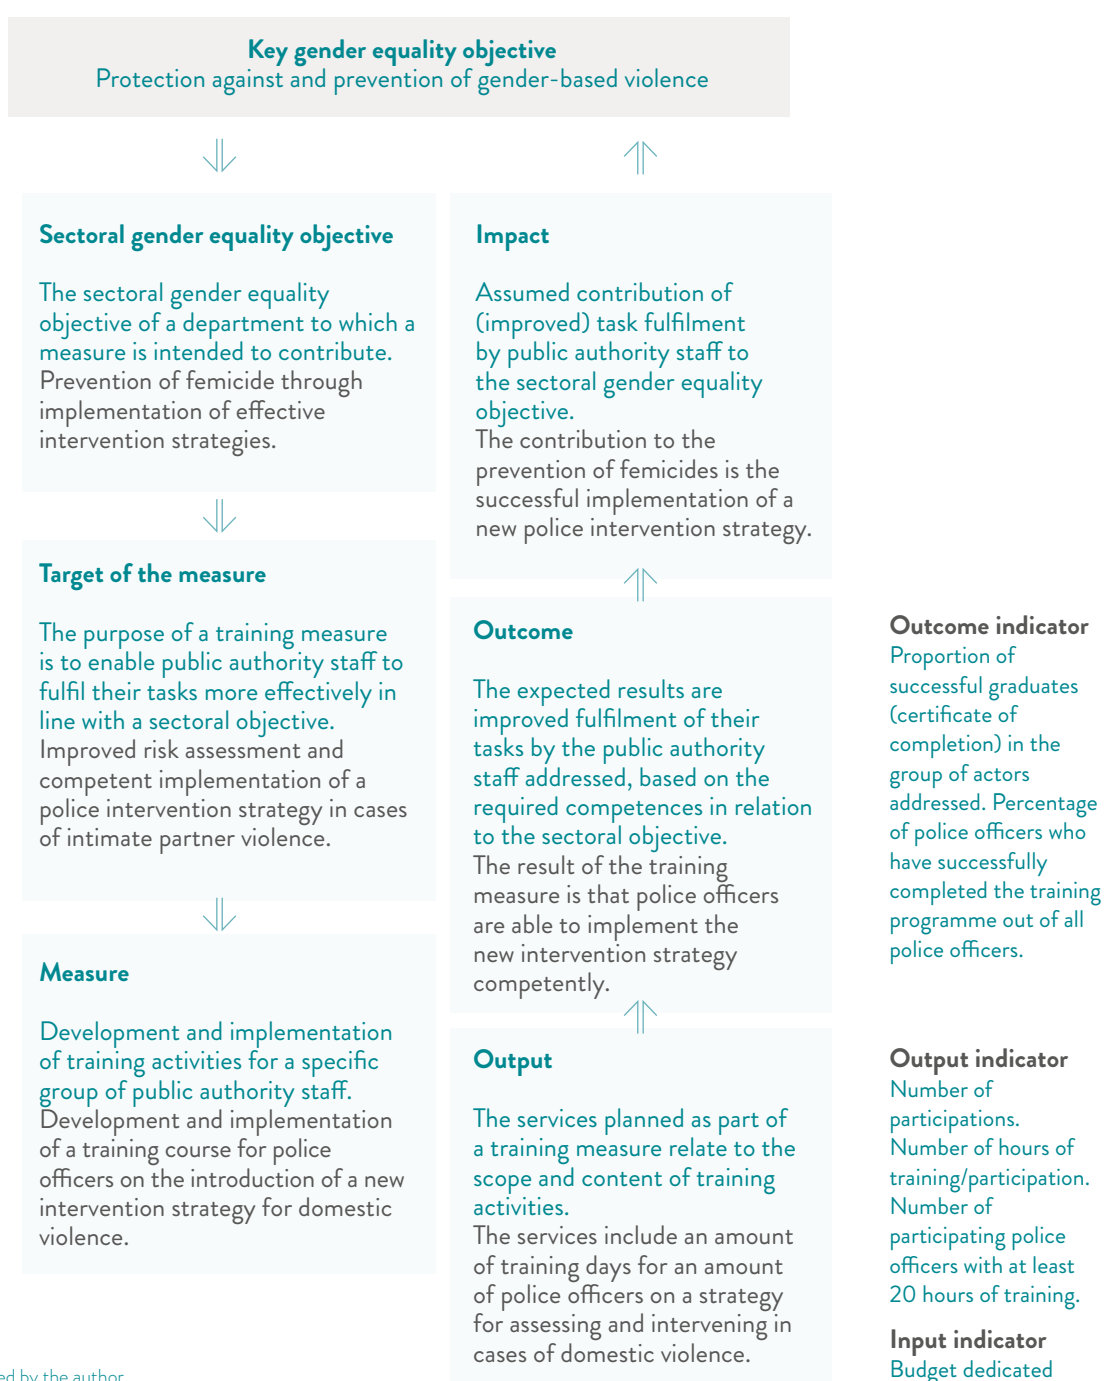 Key gender equality objective
Protection against and prevention of gender-based violence
Sectoral gender equality objective
The sectoral gender equality
objective of a department to which a
measure is intended to contribute.
Prevention of femicide through
implementation of effective
intervention strategies.
Target of the measure
The purpose of a training measure
is to enable public authority staff to
fulfil their tasks more effectively in
line with a sectoral objective.
Improved risk assessment and
competent implementation of a
police intervention strategy in cases
of intimate partner violence.
Measure
Development and implementation
of training activities for a specific
group of public authority staff.
Development and implementation
of a training course for police
officers on the introduction of a new
intervention strategy for domestic
violence.
Impact
Assumed contribution of
(improved) task fulfilment
by public authority staff to
the sectoral gender equality
objective.
The contribution to the
prevention of femicides is the
successful implementation of a
new police intervention strategy.
Outcome
The expected results are
improved fulfilment of their
tasks by the public authority
staff addressed, based on the
required competences in relation
to the sectoral objective.
The result of the training
measure is that police officers
are able to implement the
new intervention strategy
competently.
Output
The services planned as part of
a training measure relate to the
scope and content of training
activities.
The services include an amount
of training days for an amount
of police officers on a strategy
for assessing and intervening in
cases of domestic violence.
Outcome indicator
Proportion of
successful graduates
(certificate of
completion) in the
group of actors
addressed. Percentage
of police officers who
have successfully
completed the training
programme out of all
police officers.
Output indicator
Number of
participations.
Number of hours of
training/participation.
Number of
participating police
officers with at least
20 hours of training.
Input indicator
Budget dedicated
by the author